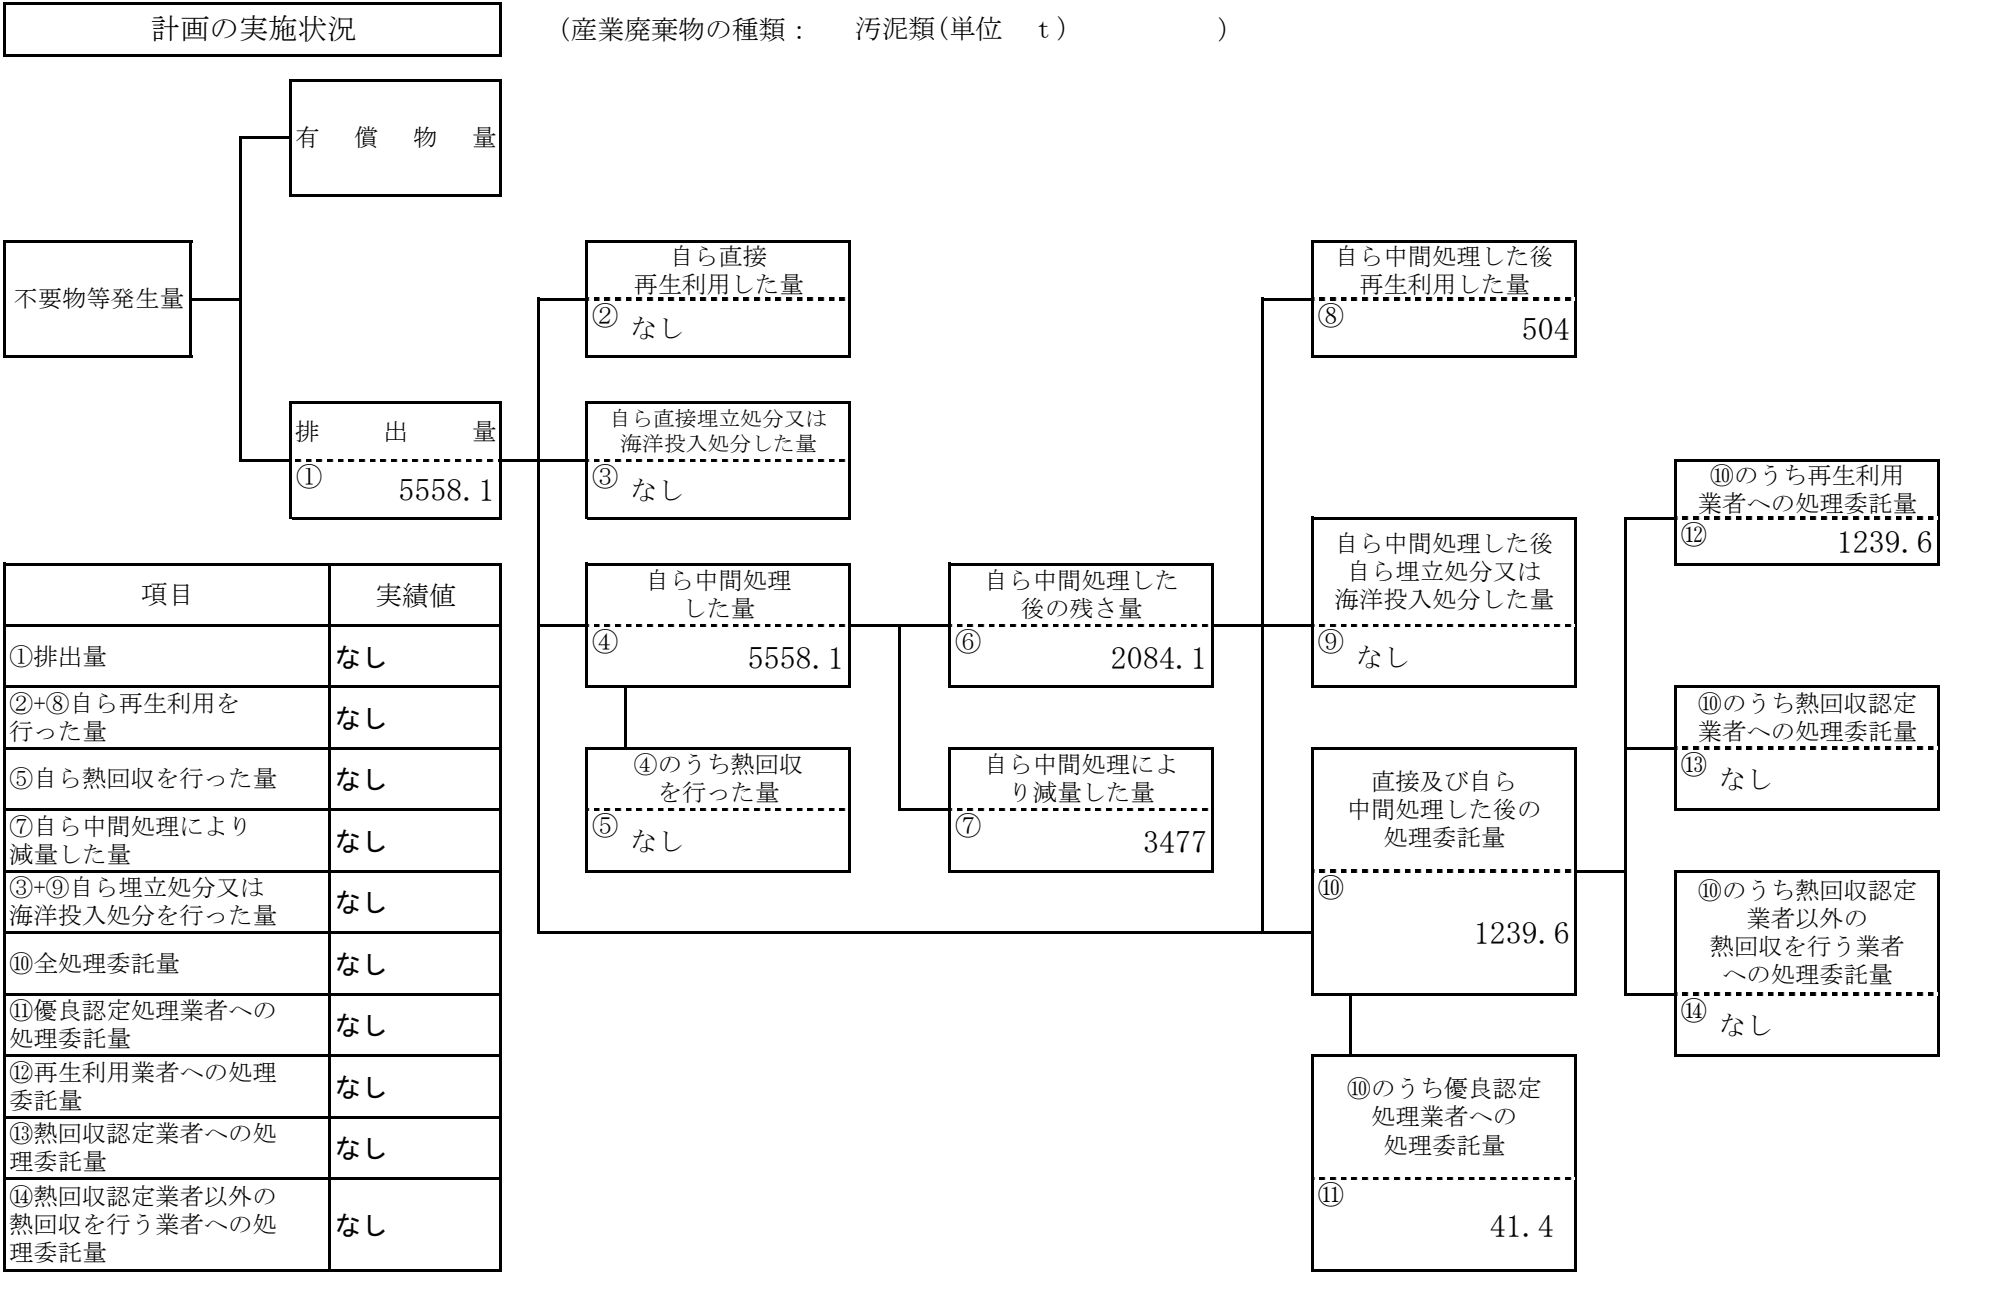 計画の実施状況
(産業廃棄物の種類： 汚泥類(単位 ｔ) )
有償物量
不要物等発生量
排出量
①
5558.1
自ら直接
再生利用した量
②
なし
自ら直接埋立処分又は
海洋投入処分した量
③
なし
自ら中間処理
した量
④
5558.1
④のうち熱回収
を行った量
⑤
なし
自ら中間処理した
後の残さ量
⑥
2084.1
自ら中間処理によ
り減量した量
⑦
3477
自ら中間処理した後
再生利用した量
⑧
504
自ら中間処理した後
自ら埋立処分又は
海洋投入処分した量
⑨
なし
直接及び自ら
中間処理した後の
処理委託量
⑩
1239.6
⑩のうち優良認定
処理業者への
処理委託量
⑪
41.4
⑩のうち再生利用
業者への処理委託量
⑫
1239.6
⑩のうち熱回収認定
業者への処理委託量
⑬
なし
⑩のうち熱回収認定
業者以外の
熱回収を行う業者
への処理委託量
⑭
なし
項目 実績値
①排出量 なし
②+⑧自ら再生利用を
行った量 なし
⑤自ら熱回収を行った量 なし
⑦自ら中間処理により
減量した量 なし
③+⑨自ら埋立処分又は
海洋投入処分を行った量 なし
⑩全処理委託量 なし
⑪優良認定処理業者への
処理委託量 なし
⑫再生利用業者への処理
委託量 なし
⑬熱回収認定業者への処
理委託量 なし
⑭熱回収認定業者以外の
熱回収を行う業者への処
理委託量 なし